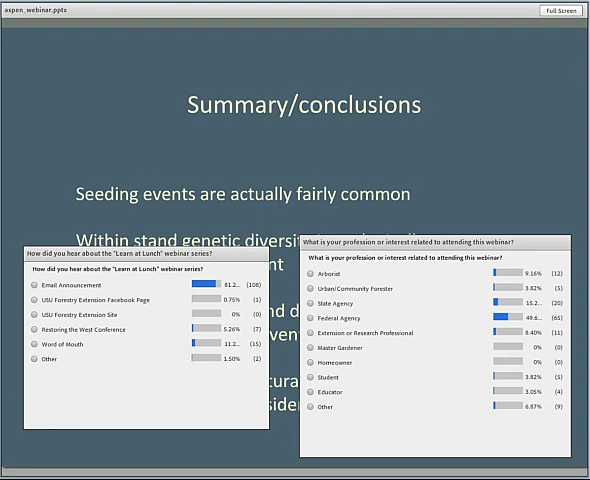 aspen_webinar.pptx
Full Screen
Summary/conclusions
Seeding events are actually fairly common
Within stand genetic diversit
nt
nd d
ven
tura
sider
How did you hear about the "Learn at Lunch" webinar series?
How did you hear about the "Learn at Lunch" webinar series?
Email Announcement 81.2... (108)
USU Forestry Extension Facebook Page 0.75% (1)
USU Forestry Extension Site 0% (0)
Restoring the West Conference 5.26% (7)
Word of Mouth 11.2... (15)
Other 1.50% (2)
What is your profession or interest related to attending this webinar?
What is your profession or interest related to attending this webinar?
Arborist 9.16% (12)
Urban/Community Forester 3.82% (5)
State Agency 15.2... (20)
Federal Agency 49.6... (65)
Extension or Research Professional 8.40% (11)
Master Gardener 0% (0)
Homeowner 0% (0)
Student 3.82% (5)
Educator 3.05% (4)
Other 6.87% (9)